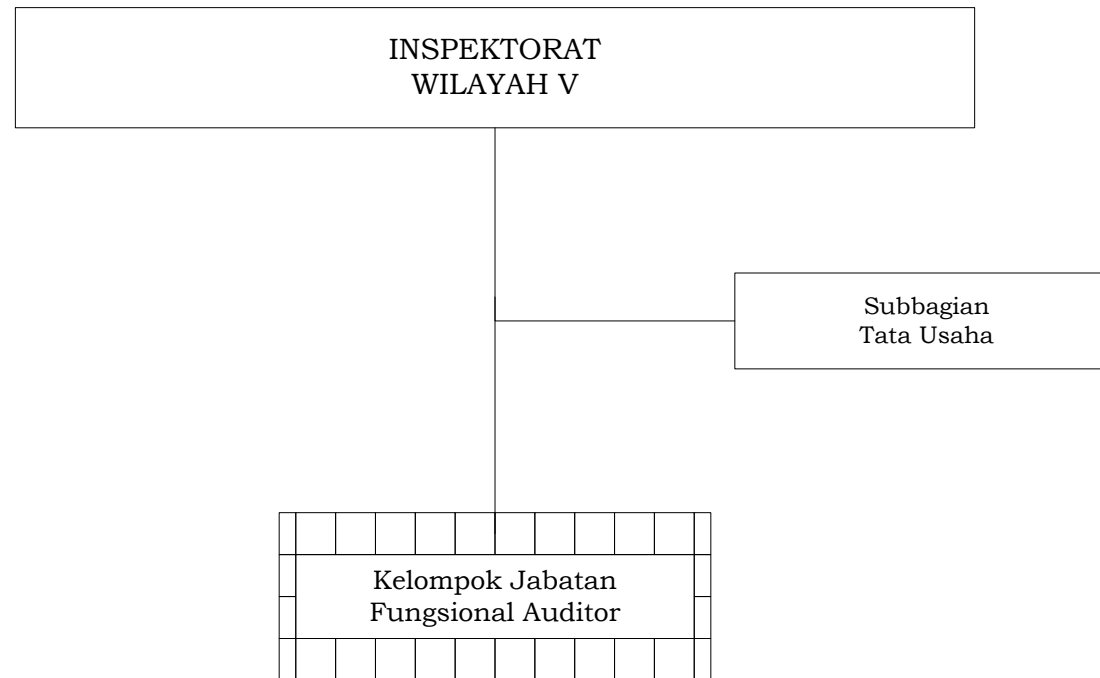 INSPEKTORAT
WILAYAH V
Subbagian
Tata Usaha
Kelompok Jabatan
Fungsional Auditor